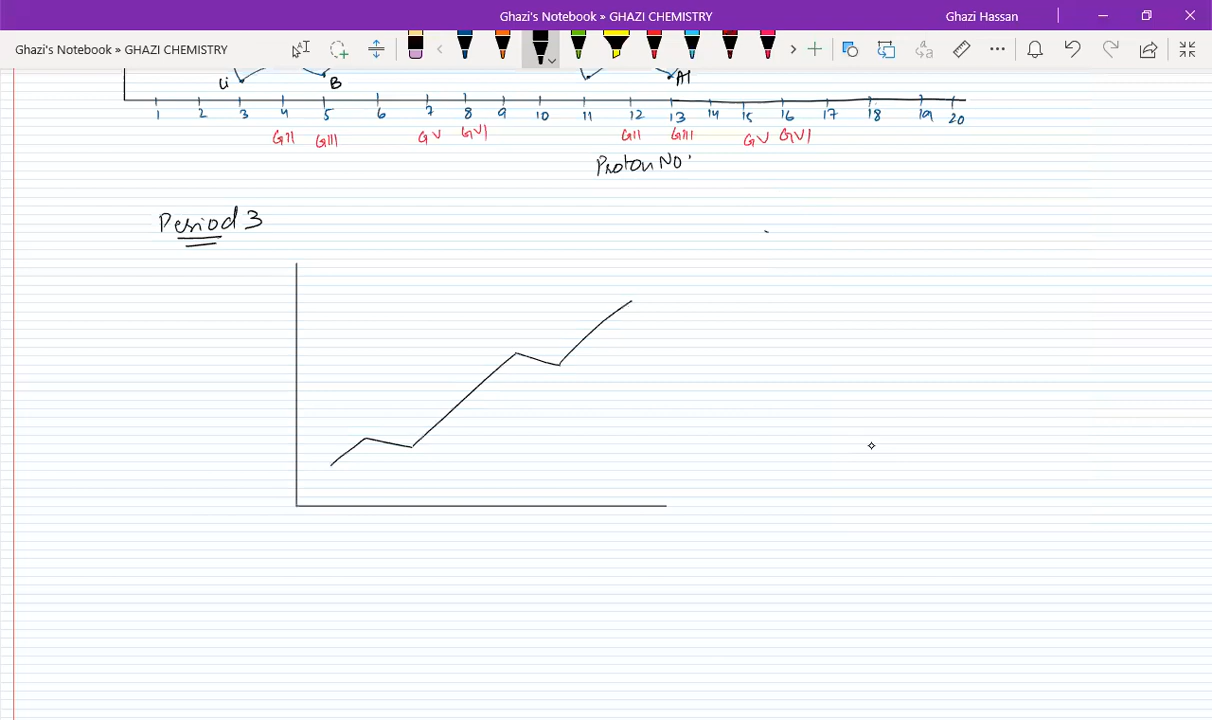 Ghazi's Notebook » GHAZI CHEMISTRY
Ghazi Hassan
Ghazi's Notebook » GHAZI CHEMISTRY
Li B Al
1 2 3 4 5 6 7 8 9 10 11 12 13 14 15 16 17 18 19 20
GII GIII GV GVI GII GIII GV GVI
Proton No.
Period 3